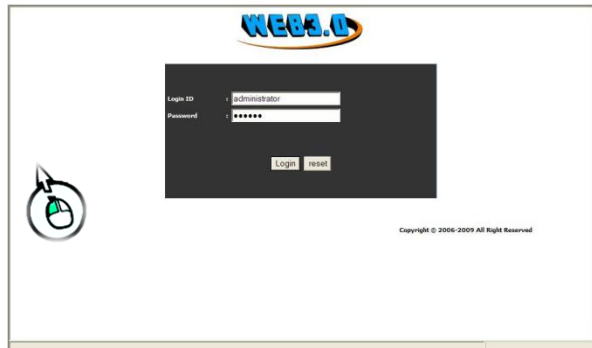 WEB3.0
Login ID : administrator
Password : ••••••
Login reset
Copyright © 2006-2009 All Right Reserved